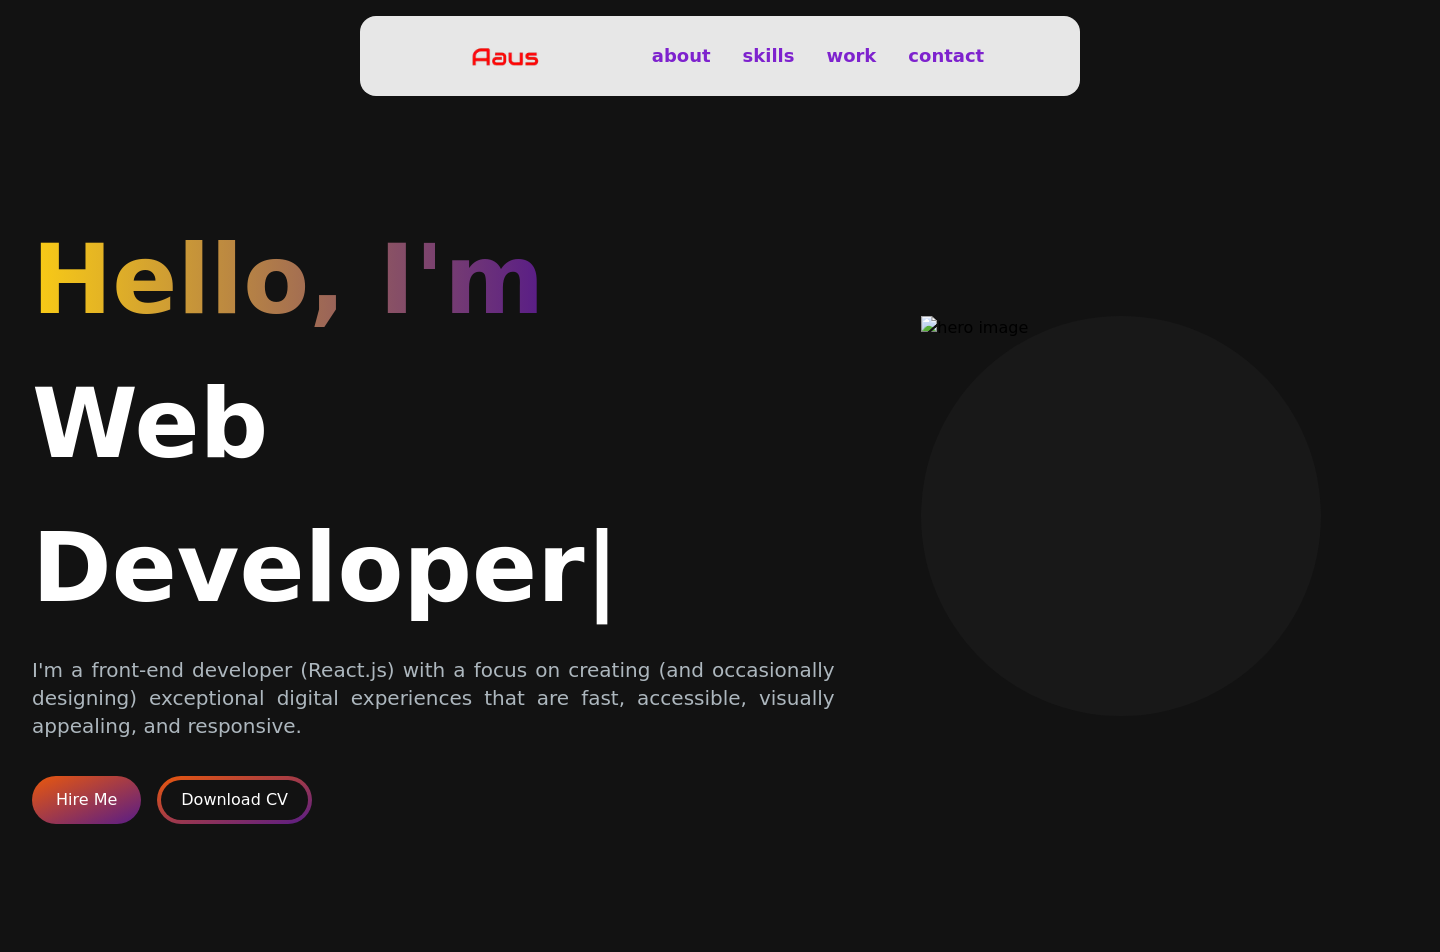 Aaus
about skills work contact
Hello, I'm
Web
Developer|
hero image
I'm a front-end developer (React.js) with a focus on creating (and occasionally
designing) exceptional digital experiences that are fast, accessible, visually
appealing, and responsive.
Hire Me Download CV